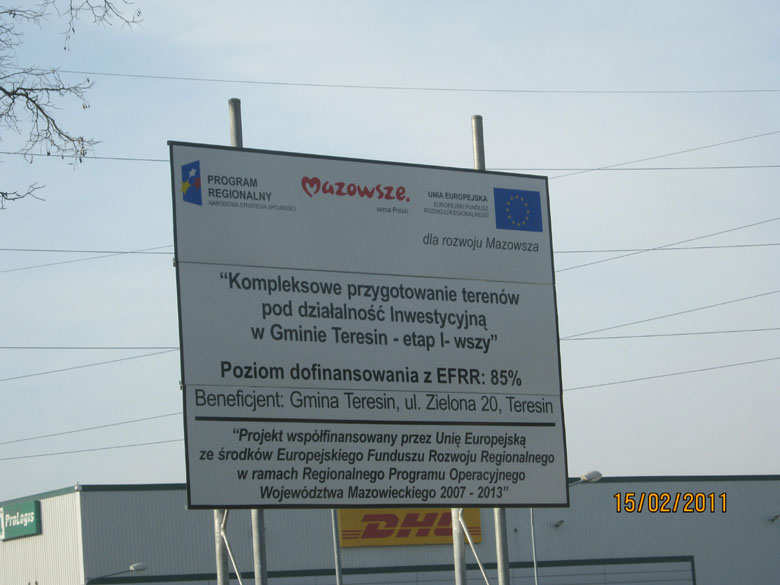 PROGRAM
REGIONALNY
NARODOWA STRATEGIA SPÓJNOŚCI
Mazowsze.
serce Polski
UNIA EUROPEJSKA
EUROPEJSKI FUNDUSZ
ROZWOJU REGIONALNEGO
dla rozwoju Mazowsza
“Kompleksowe przygotowanie terenów
pod działalność Inwestycyjną
w Gminie Teresin - etap I- wszy”
Poziom dofinansowania z EFRR: 85%
Beneficjent: Gmina Teresin, ul. Zielona 20, Teresin
“Projekt współfinansowany przez Unię Europejską
ze środków Europejskiego Funduszu Rozwoju Regionalnego
w ramach Regionalnego Programu Operacyjnego
Województwa Mazowieckiego 2007 - 2013”
ProLogis
DHL
15/02/2011